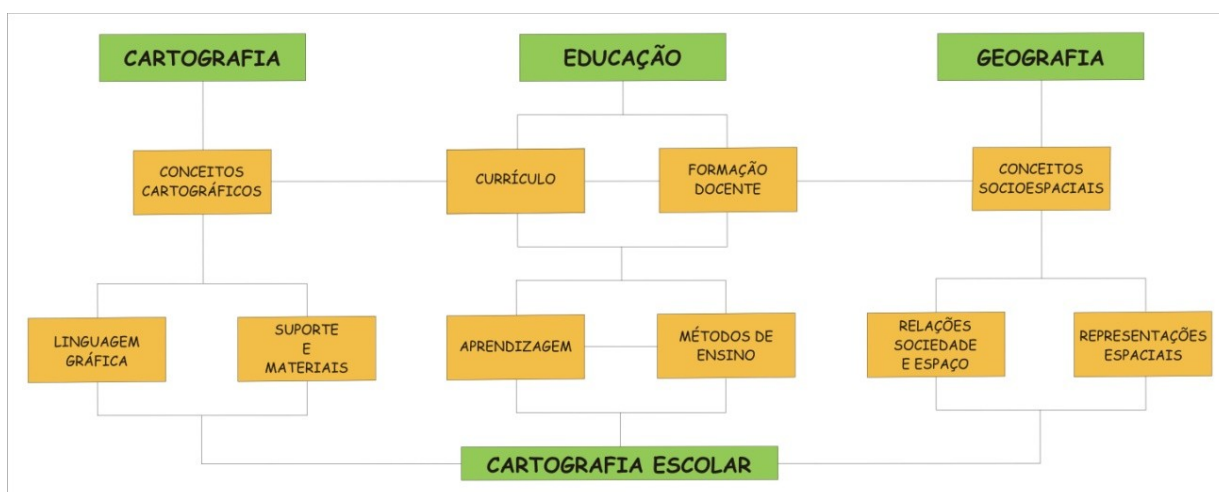 CARTOGRAFIA
EDUCAÇÃO
GEOGRAFIA
CONCEITOS
CARTOGRÁFICOS
CURRÍCULO
FORMAÇÃO
DOCENTE
CONCEITOS
SOCIOESPACIAIS
LINGUAGEM
GRÁFICA
SUPORTE
E
MATERIAIS
APRENDIZAGEM
MÉTODOS DE
ENSINO
RELAÇÕES
SOCIEDADE
E ESPAÇO
REPRESENTAÇÕES
ESPACIAIS
CARTOGRAFIA ESCOLAR